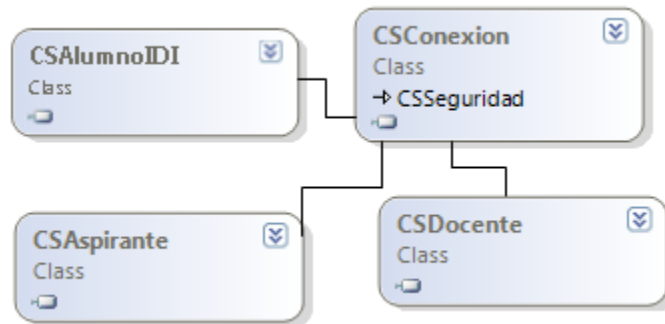 CSAlumnoIDI
Class
CSConexion
Class
CSSeguridad
CSAspirante
Class
CSDocente
Class